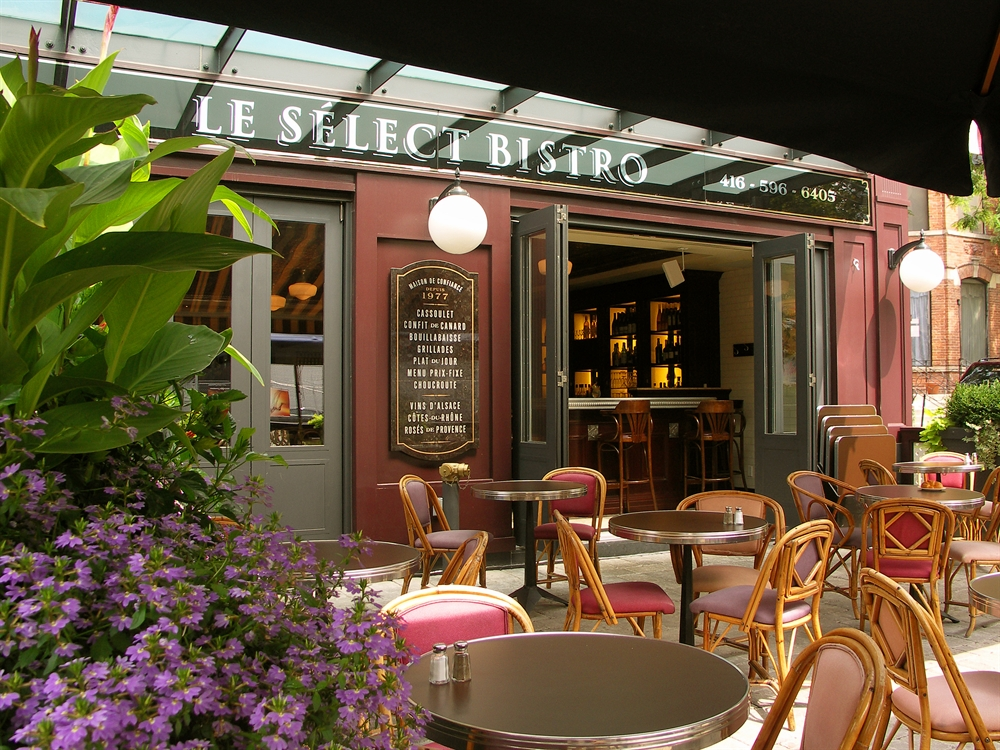 LE SÉLECT BISTRO
416 - 596 - 6405
MAISON DE CONFIANCE
DEPUIS
1977
CASSOULET
CONFIT DE CANARD
BOUILLABAISSE
GRILLADES
PLAT DU JOUR
MENU PRIX-FIXE
CHOUCROUTE
VINS D'ALSACE
CÔTES DU RHÔNE
ROSÉS DE PROVENCE